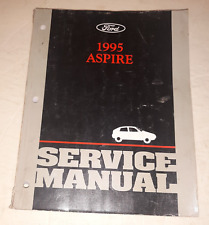 Ford
1995
ASPIRE
SERVICE
MANUAL